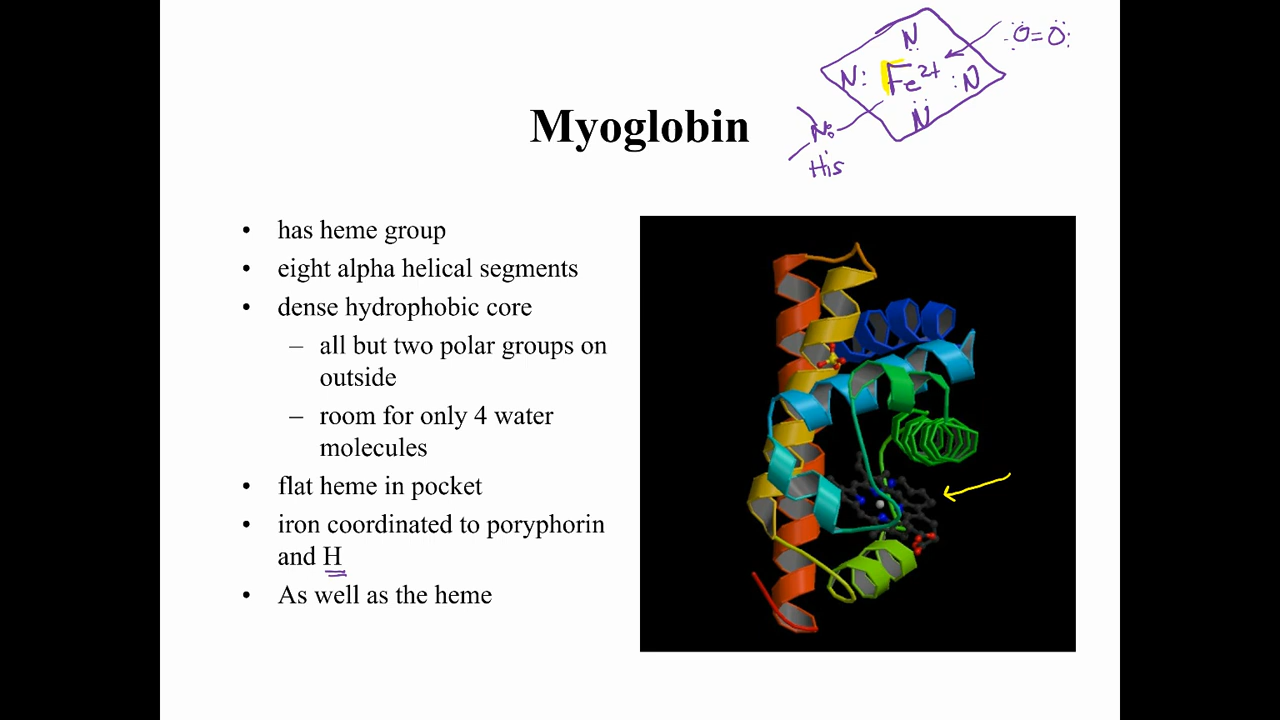 N
:Ö=Ö:
N: Fe2+ :N
N
N:
His
Myoglobin
• has heme group
• eight alpha helical segments
• dense hydrophobic core
– all but two polar groups on
outside
– room for only 4 water
molecules
• flat heme in pocket
• iron coordinated to poryphorin
and H
• As well as the heme